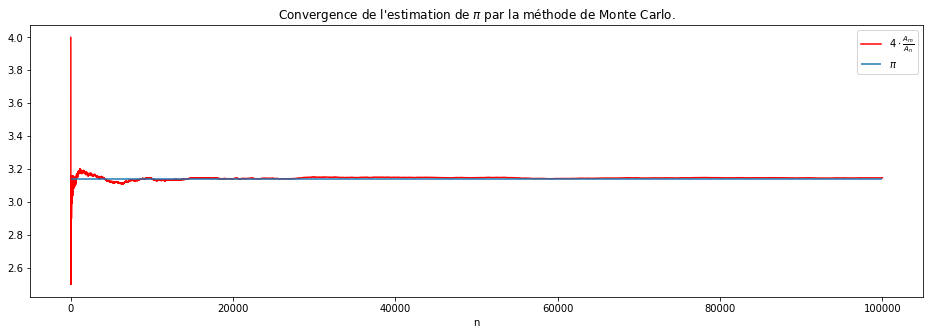 Convergence de l'estimation de π par la méthode de Monte Carlo.
4.0
3.8
3.6
3.4
3.2
3.0
2.8
2.6
4 · A_m/A_n
π
0 20000 40000 60000 80000 100000
n